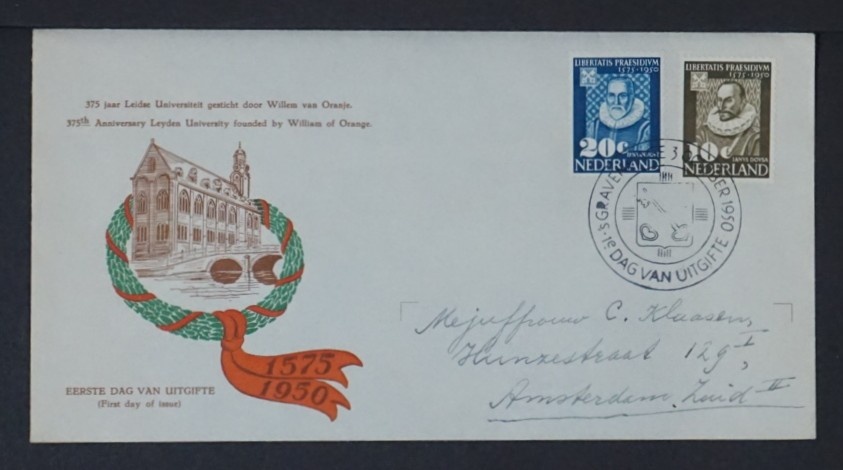 375 jaar Leidse Universiteit gesticht door Willem van Oranje.
375th Anniversary Leyden University founded by William of Orange.
LIBERTATIS PRAESIDIVM
1575·1950
20c
NEDERLAND
LIBERTATIS PRAESIDIVM
1575·1950
10c
IANVS DOVSA
NEDERLAND
1e DAG VAN UITGIFTE
1575
1950
EERSTE DAG VAN UITGIFTE
(First day of issue)
Mejuffrouw C. Klaasen,
Hunzestraat 129 I,
Amsterdam. Zuid II